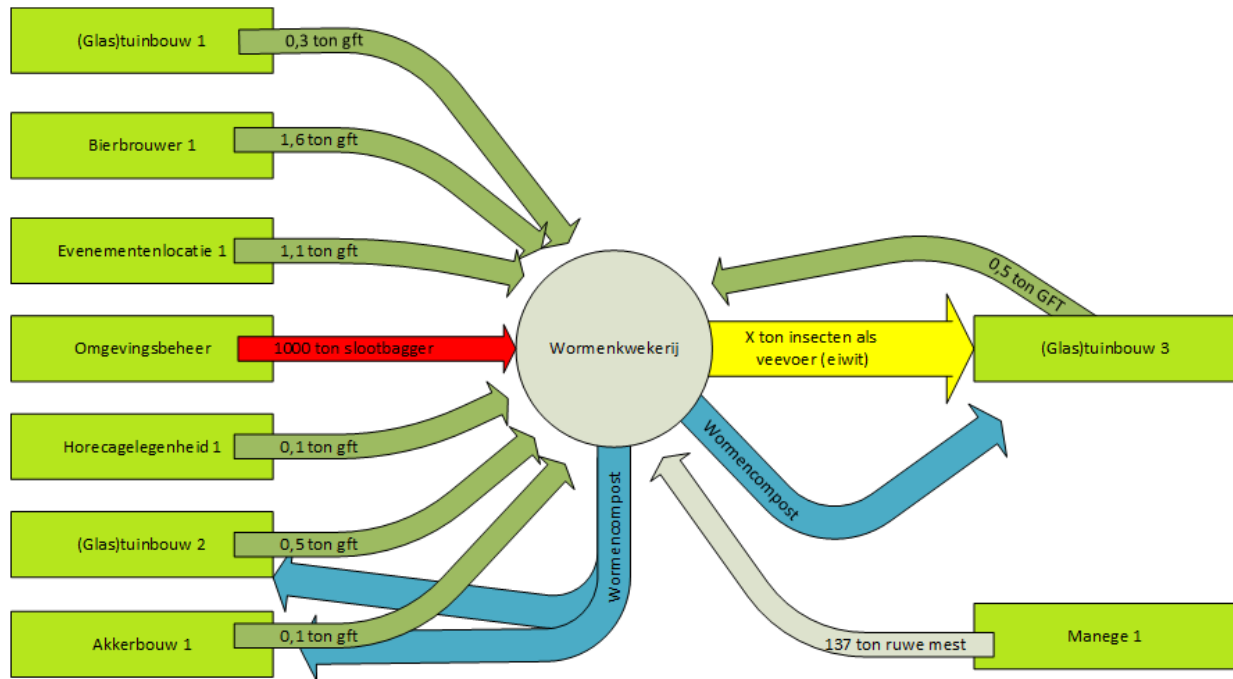 (Glas)tuinbouw 1
0,3 ton gft
Bierbrouwer 1
1,6 ton gft
Evenementenlocatie 1
1,1 ton gft
Omgevingsbeheer
1000 ton slootbagger
Horecagelegenheid 1
0,1 ton gft
(Glas)tuinbouw 2
0,5 ton gft
Akkerbouw 1
0,1 ton gft
Wormenkwekerij
Wormencompost
0,5 ton GFT
X ton insecten als
veevoer (eiwit)
(Glas)tuinbouw 3
Wormencompost
137 ton ruwe mest
Manege 1